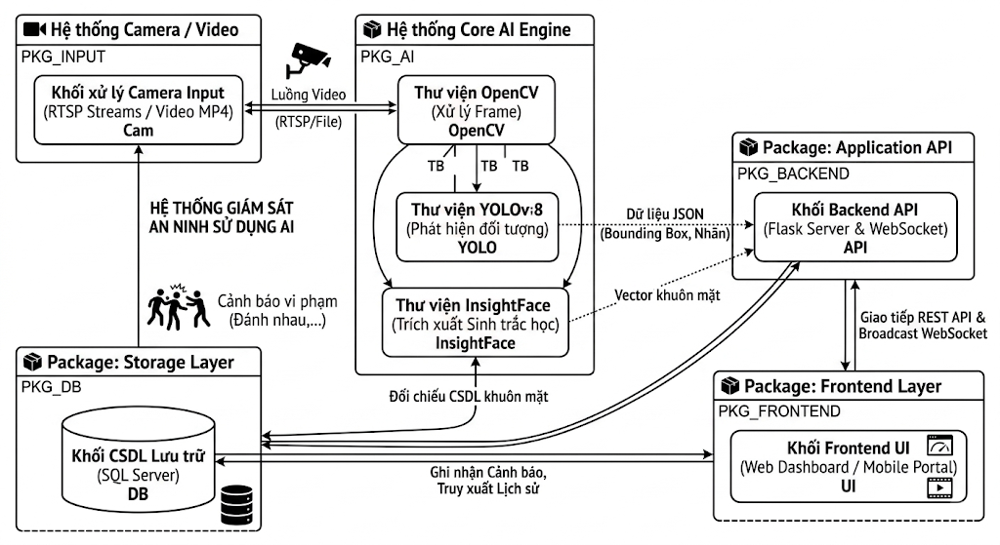 Hệ thống Camera / Video
PKG_INPUT
Khối xử lý Camera Input
(RTSP Streams / Video MP4)
Cam
Luồng Video
(RTSP/File)
Hệ thống Core AI Engine
PKG_AI
Thư viện OpenCV
(Xử lý Frame)
OpenCV
TB
TB
TB
Thư viện YOLOv:8
(Phát hiện đối tượng)
YOLO
Thư viện InsightFace
(Trích xuất Sinh trắc học)
InsightFace
Dữ liệu JSON
(Bounding Box, Nhãn)
Vector khuôn mặt
Package: Application API
PKG_BACKEND
Khối Backend API
(Flask Server & WebSocket)
API
HỆ THỐNG GIÁM SÁT
AN NINH SỬ DỤNG AI
Cảnh báo vi phạm
(Đánh nhau,...)
Giao tiếp REST API &
Broadcast WebSocket
Package: Storage Layer
PKG_DB
Khối CSDL Lưu trữ
(SQL Server)
DB
Đối chiếu CSDL khuôn mặt
Ghi nhận Cảnh báo,
Truy xuất Lịch sử
Package: Frontend Layer
PKG_FRONTEND
Khối Frontend UI
(Web Dashboard / Mobile Portal)
UI